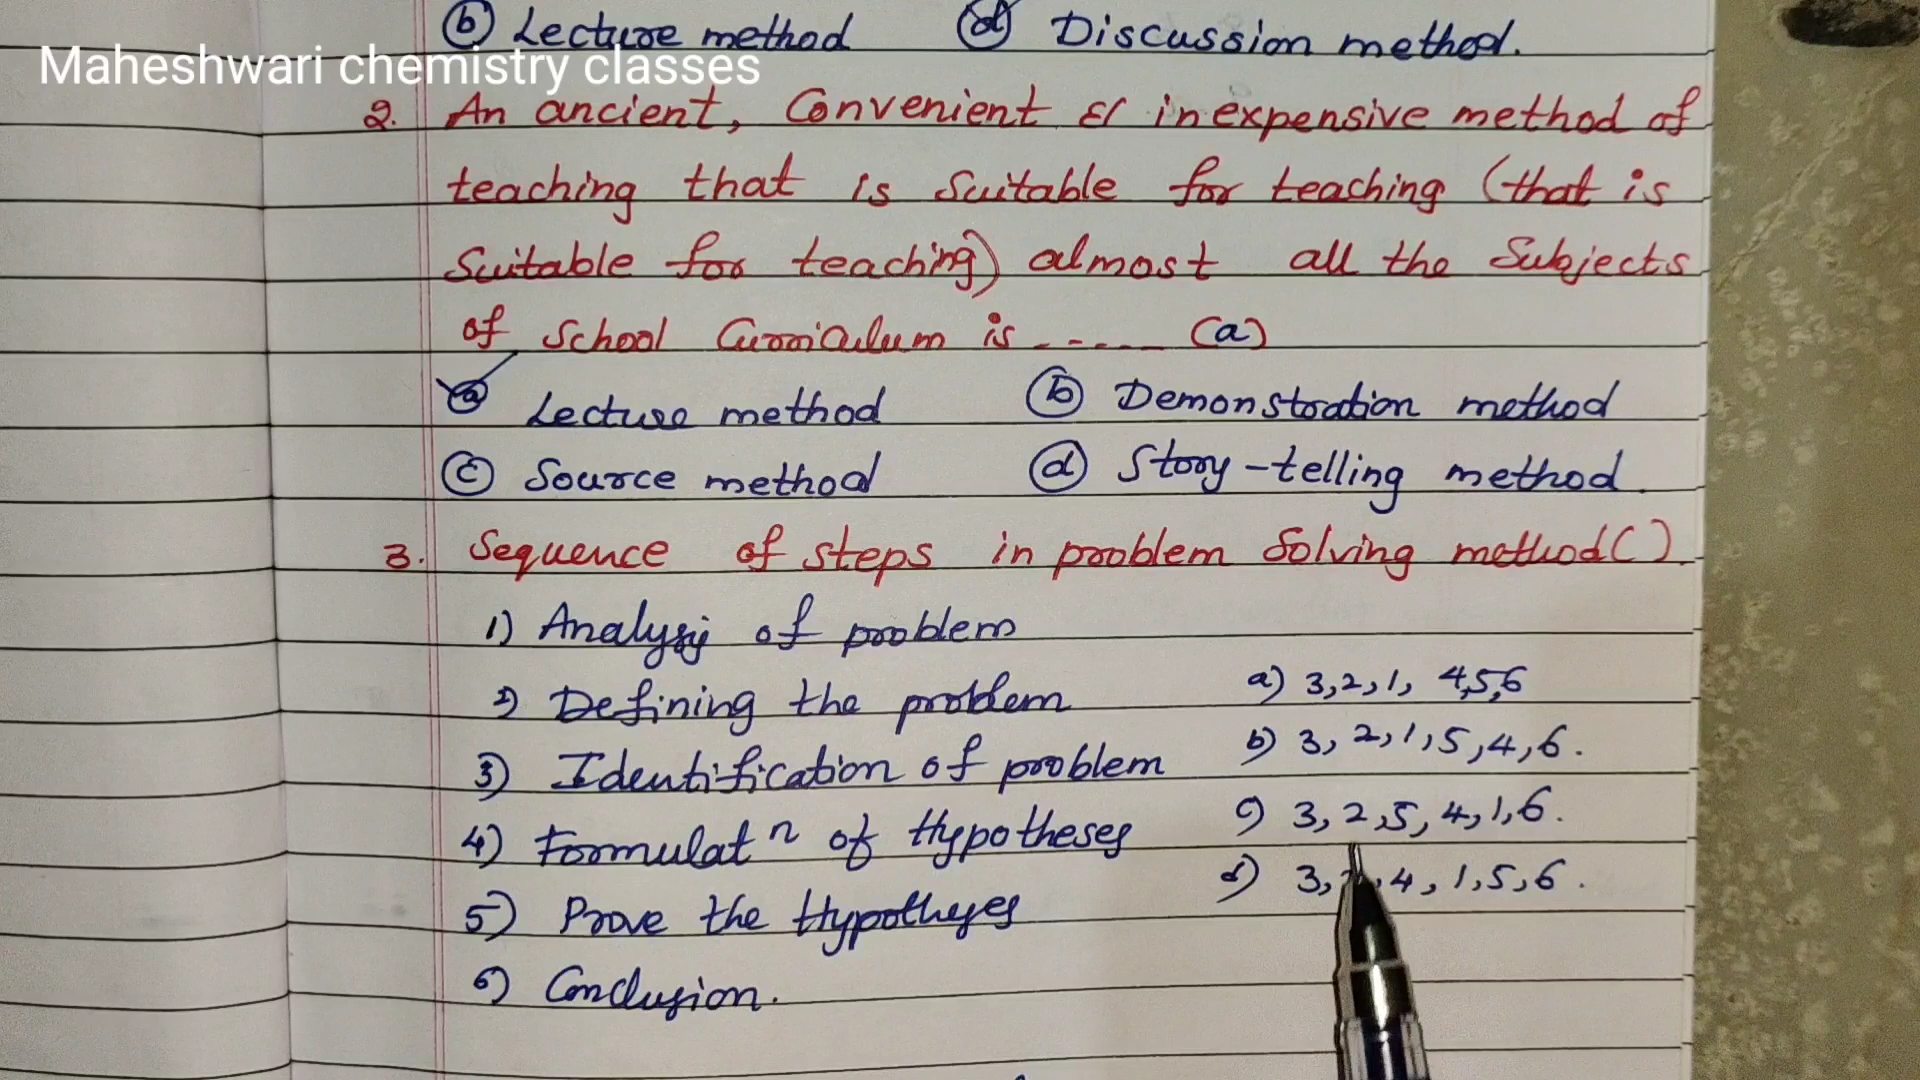 ⓑ Lecture method ⓓ Discussion method.
Maheshwari chemistry classes
2. An ancient, Convenient & inexpensive method of
teaching that is suitable for teaching (that is
Suitable for teaching) almost all the Subjects
of School Curriculum is ----- (a)
ⓐ Lecture method ⓑ Demonstration method
ⓒ Source method ⓓ Story-telling method.
3. Sequence of steps in problem Solving method ( ).
1) Analysis of problem
2) Defining the problem a) 3,2,1, 4,5,6
3) Identification of problem b) 3, 2,1,5,4,6.
4) Formulatn of Hypotheses c) 3,2,5,4,1,6.
5) Prove the Hypotheses d) 3, ,4,1,5,6.
6) Conclusion.